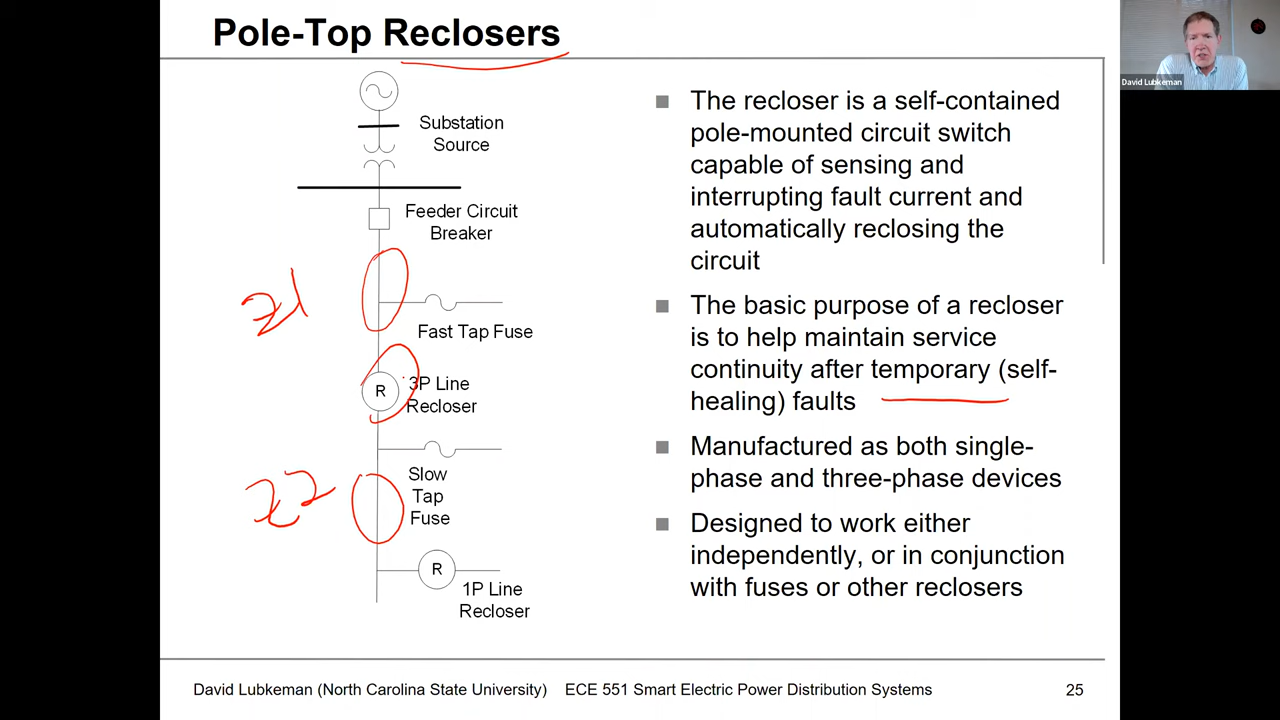 Pole-Top Reclosers
David Lubkeman
Substation
Source
Feeder Circuit
Breaker
Fast Tap Fuse
R
3P Line
Recloser
Slow
Tap
Fuse
R
1P Line
Recloser
z1
z2
The recloser is a self-contained
pole-mounted circuit switch
capable of sensing and
interrupting fault current and
automatically reclosing the
circuit
The basic purpose of a recloser
is to help maintain service
continuity after temporary (self-
healing) faults
Manufactured as both single-
phase and three-phase devices
Designed to work either
independently, or in conjunction
with fuses or other reclosers
David Lubkeman (North Carolina State University) ECE 551 Smart Electric Power Distribution Systems 25